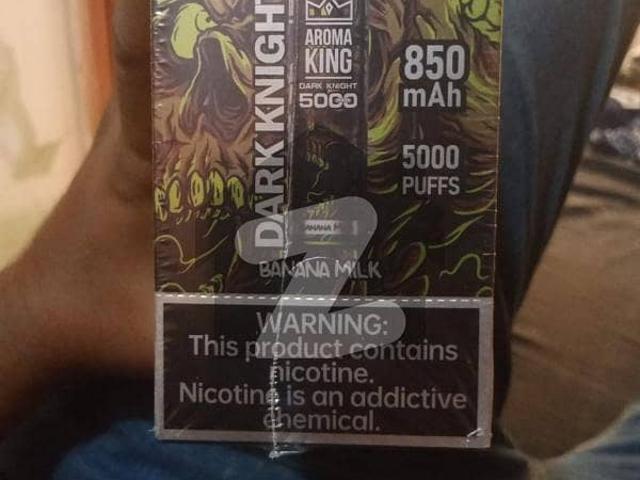 DARK KNIGHT
AROMA
KING
DARK KNIGHT
5000
850
mAh
5000
PUFFS
BANANA M
BANANA MILK
WARNING:
This product contains
nicotine.
Nicotine is an addictive
chemical.